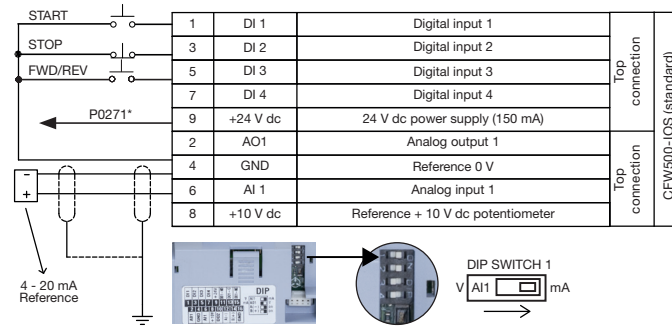 START
STOP
FWD/REV
P0271*
1 DI 1 Digital input 1
3 DI 2 Digital input 2
5 DI 3 Digital input 3
7 DI 4 Digital input 4
9 +24 V dc 24 V dc power supply (150 mA)
2 AO1 Analog output 1
4 GND Reference 0 V
6 AI 1 Analog input 1
8 +10 V dc Reference + 10 V dc potentiometer
Top
connection
Top
connection
CFW500-IOS (standard)
-
+
4 - 20 mA
Reference
DIP
DIP SWITCH 1
V AI1 mA